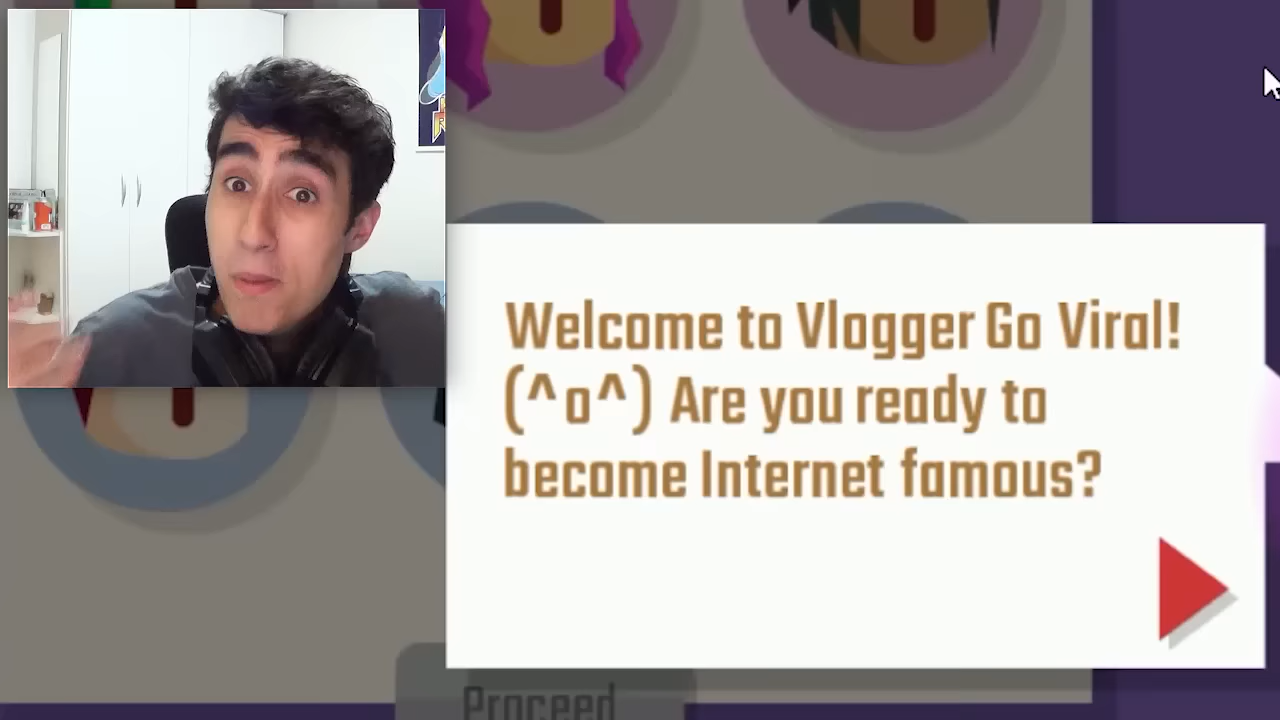 Welcome to Vlogger Go Viral!
(^o^) Are you ready to
become Internet famous?
Proceed